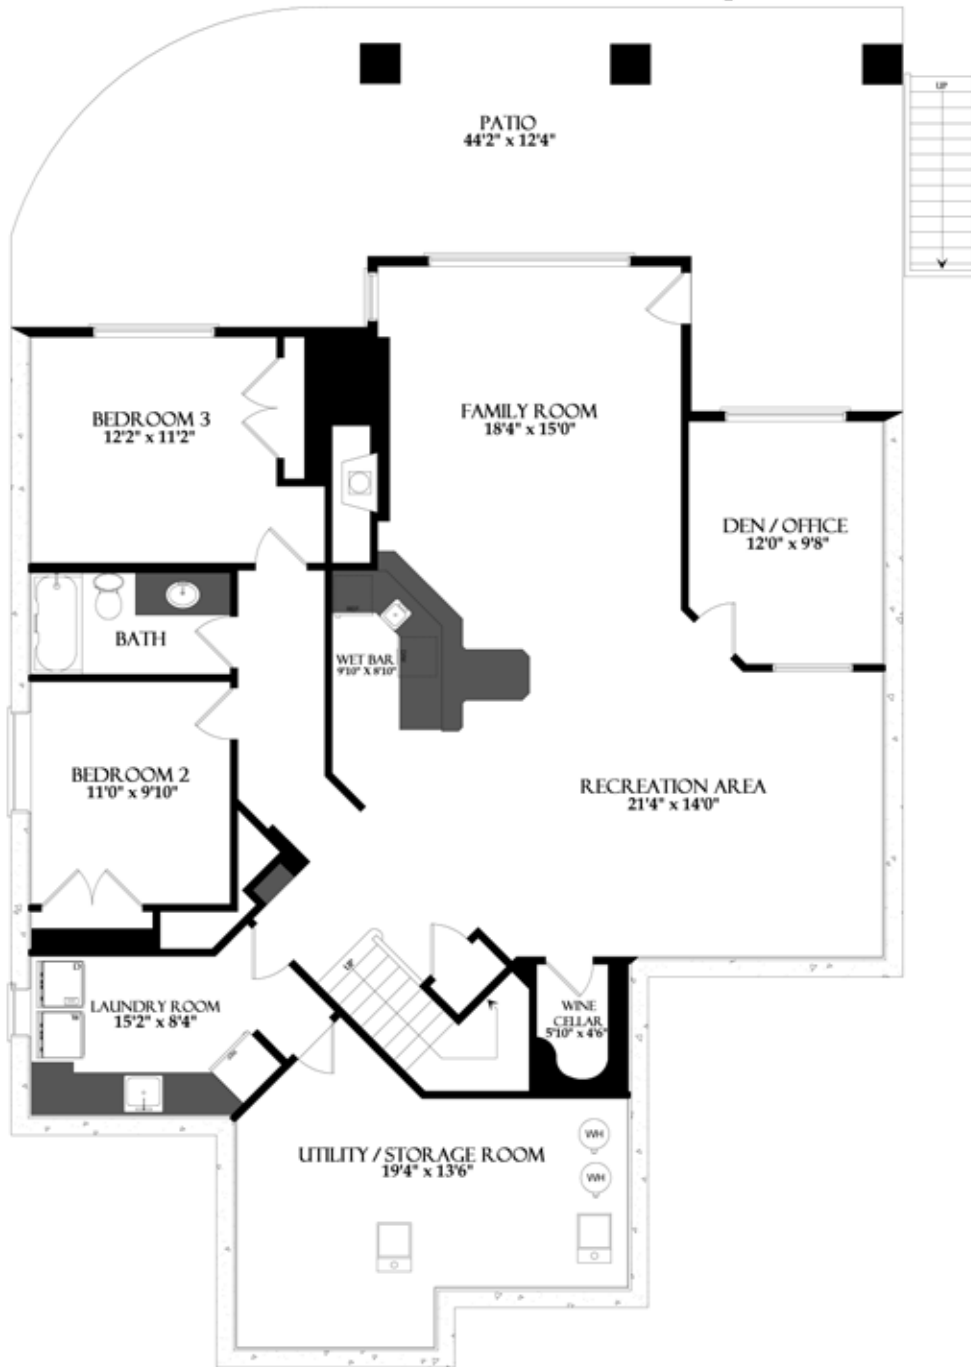 UP
PATIO
44'2" x 12'4"
FAMILY ROOM
18'4" x 15'0"
BEDROOM 3
12'2" x 11'2"
DEN / OFFICE
12'0" x 9'8"
BATH
WET BAR
9'10" X 8'10"
BEDROOM 2
11'0" x 9'10"
RECREATION AREA
21'4" x 14'0"
UP
D
LAUNDRY ROOM
15'2" x 8'4"
W
WINE
CELLAR
5'10" x 4'6"
UTILITY / STORAGE ROOM
19'4" x 13'6"
WH
WH